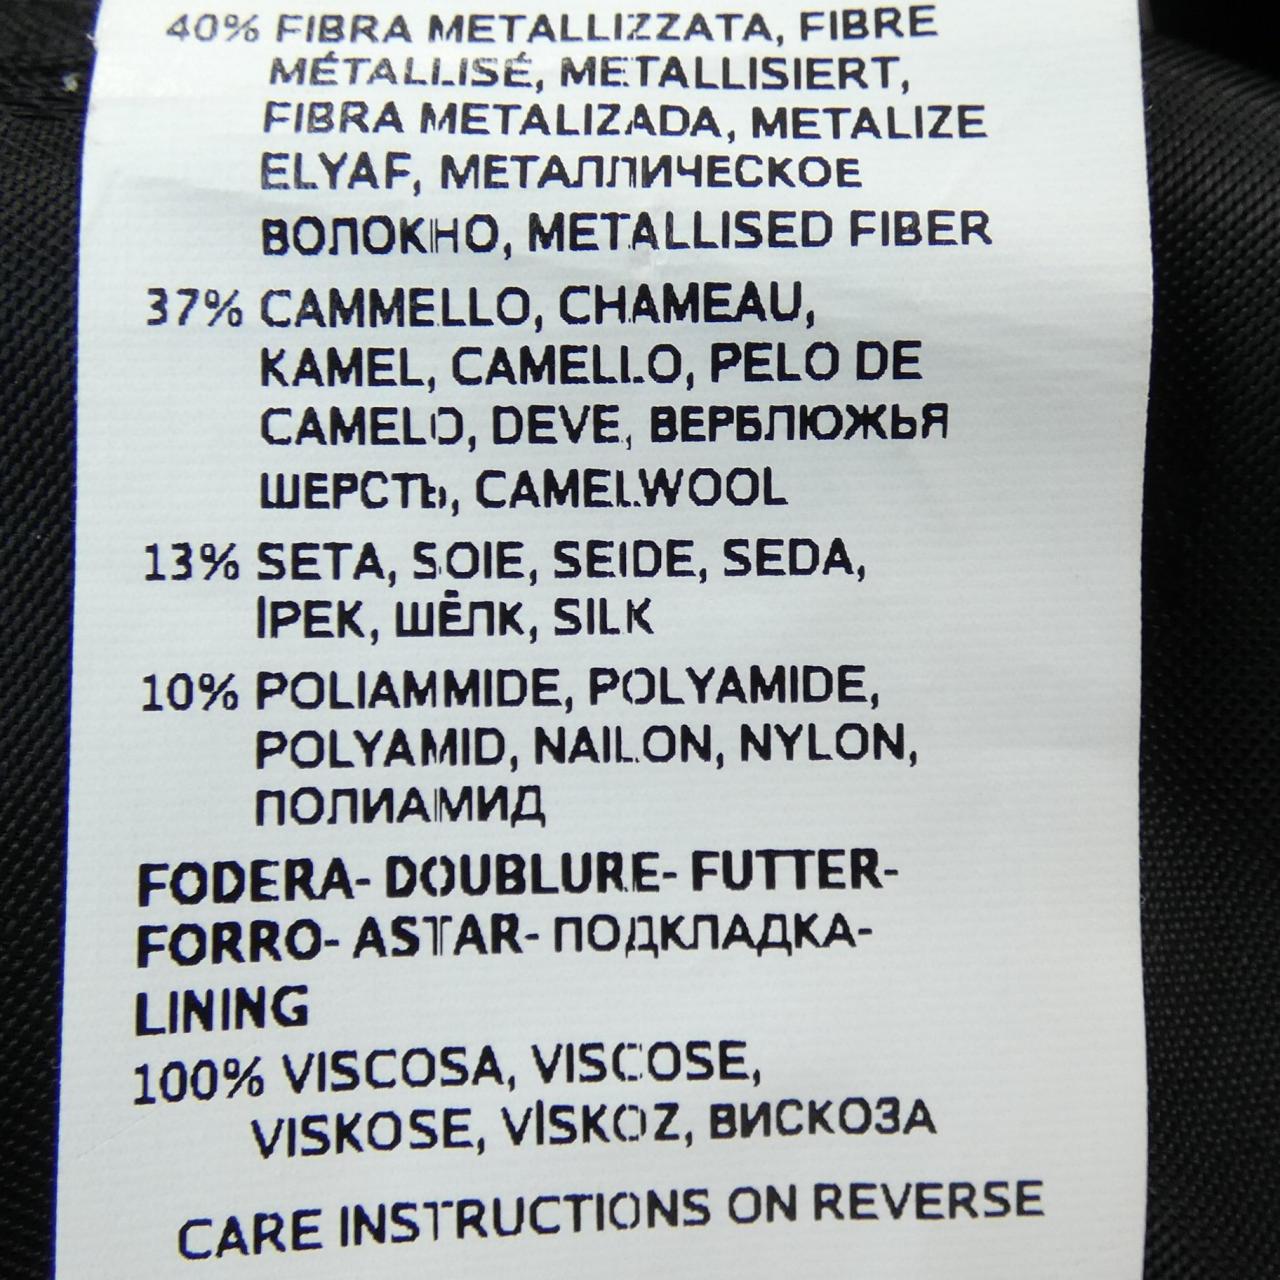 40% FIBRA METALLIZZATA, FIBRE
MÉTALLISÉ, METALLISIERT,
FIBRA METALIZADA, METALIZE
ELYAF, МЕТАЛЛИЧЕСКОЕ
ВОЛОКНО, METALLISED FIBER
37% CAMMELLO, CHAMEAU,
KAMEL, CAMELLO, PELO DE
CAMELO, DEVE, ВЕРБЛЮЖЬЯ
ШЕРСТЬ, CAMELWOOL
13% SETA, SOIE, SEIDE, SEDA,
İPEK, ШЁЛК, SILK
10% POLIAMMIDE, POLYAMIDE,
POLYAMID, NAILON, NYLON,
ПОЛИАМИД
FODERA- DOUBLURE- FUTTER-
FORRO- ASTAR- ПОДКЛАДКА-
LINING
100% VISCOSA, VISCOSE,
VISKOSE, VİSKOZ, ВИСКОЗА
CARE INSTRUCTIONS ON REVERSE